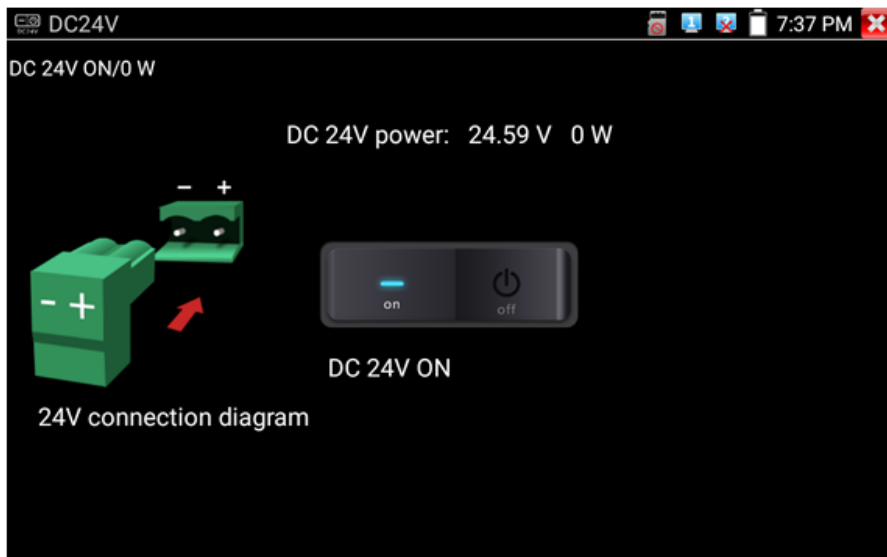 DC24V
7:37 PM
DC 24V ON/0 W
DC 24V power: 24.59 V 0 W
- +
- +
on
off
DC 24V ON
24V connection diagram